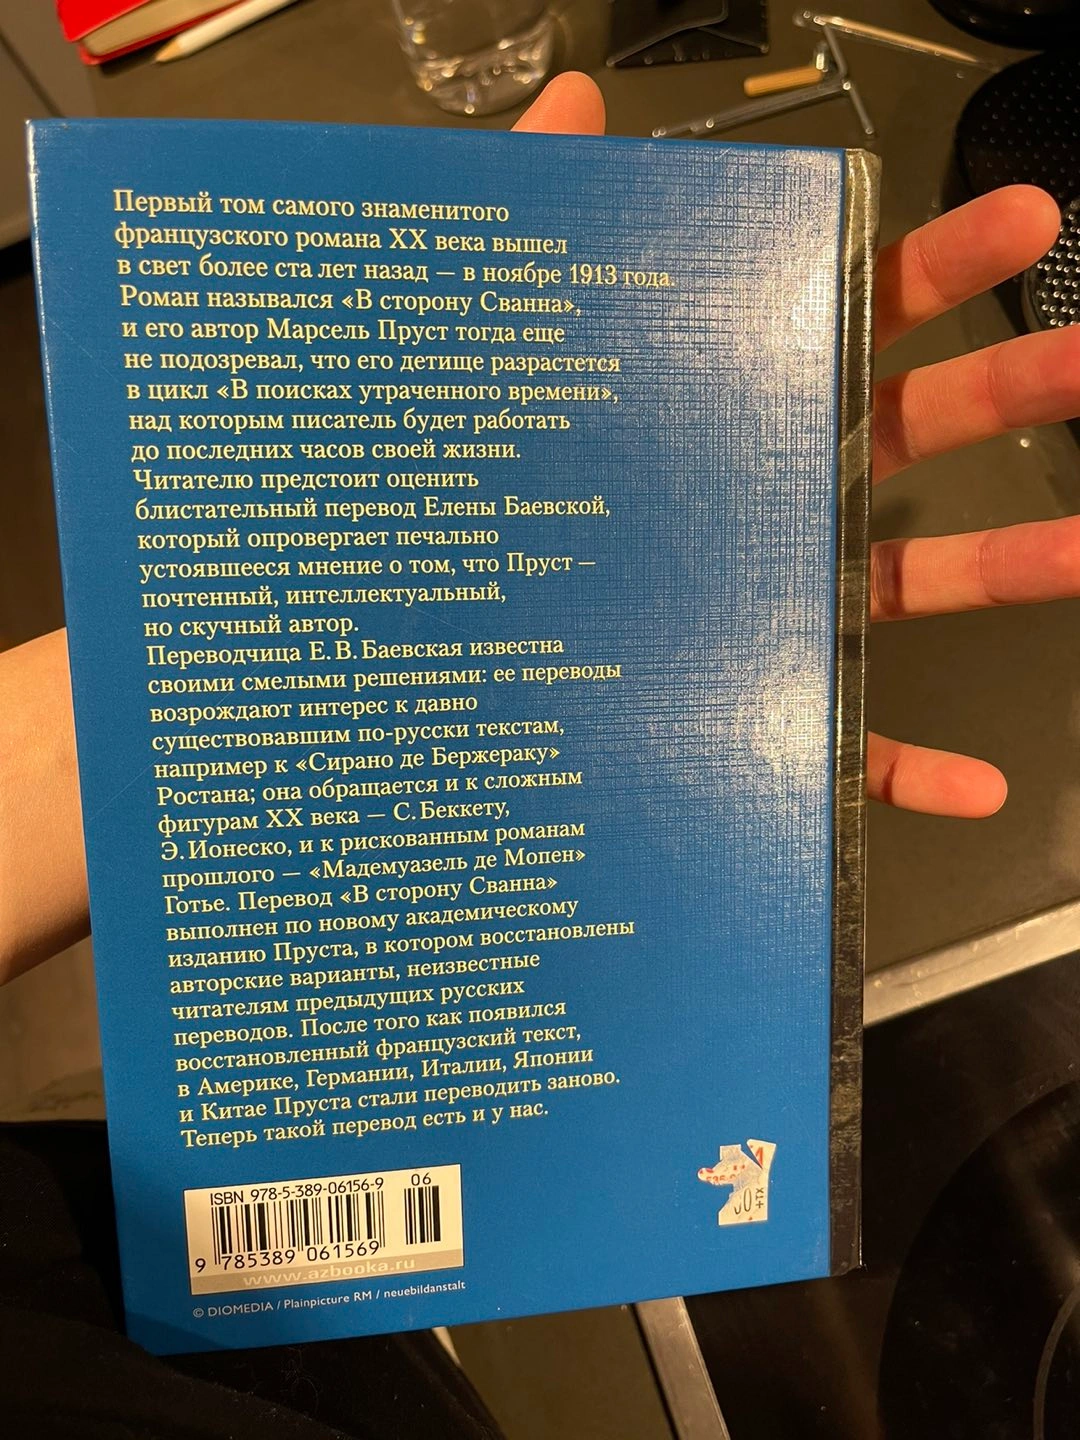 Первый том самого знаменитого
французского романа XX века вышел
в свет более ста лет назад — в ноябре 1913 года.
Роман назывался «В сторону Сванна»,
и его автор Марсель Пруст тогда еще
не подозревал, что его детище разрастется
в цикл «В поисках утраченного времени»,
над которым писатель будет работать
до последних часов своей жизни.
Читателю предстоит оценить
блистательный перевод Елены Баевской,
который опровергает печально
устоявшееся мнение о том, что Пруст —
почтенный, интеллектуальный,
но скучный автор.
Переводчица Е. В. Баевская известна
своими смелыми решениями: ее переводы
возрождают интерес к давно
существовавшим по-русски текстам,
например к «Сирано де Бержераку»
Ростана; она обращается и к сложным
фигурам XX века — С. Беккету,
Э. Ионеско, и к рискованным романам
прошлого — «Мадемуазель де Мопен»
Готье. Перевод «В сторону Сванна»
выполнен по новому академическому
изданию Пруста, в котором восстановлены
авторские варианты, неизвестные
читателям предыдущих русских
переводов. После того как появился
восстановленный французский текст,
в Америке, Германии, Италии, Японии
и Китае Пруста стали переводить заново.
Теперь такой перевод есть и у нас.
ISBN 978-5-389-06156-9 06
9 785389 061569
www.azbooka.ru
© DIOMEDIA / Plainpicture RM / neuebildanstalt